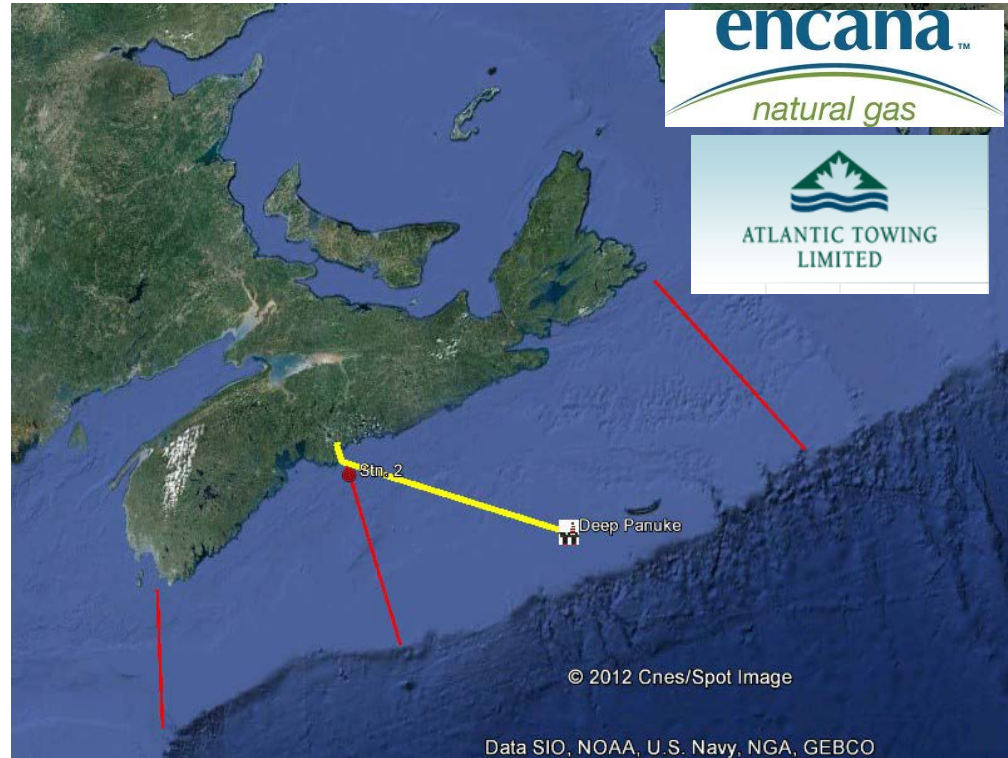 encana™
natural gas
ATLANTIC TOWING
LIMITED
Stn. 2
Deep Panuke
© 2012 Cnes/Spot Image
Data SIO, NOAA, U.S. Navy, NGA, GEBCO